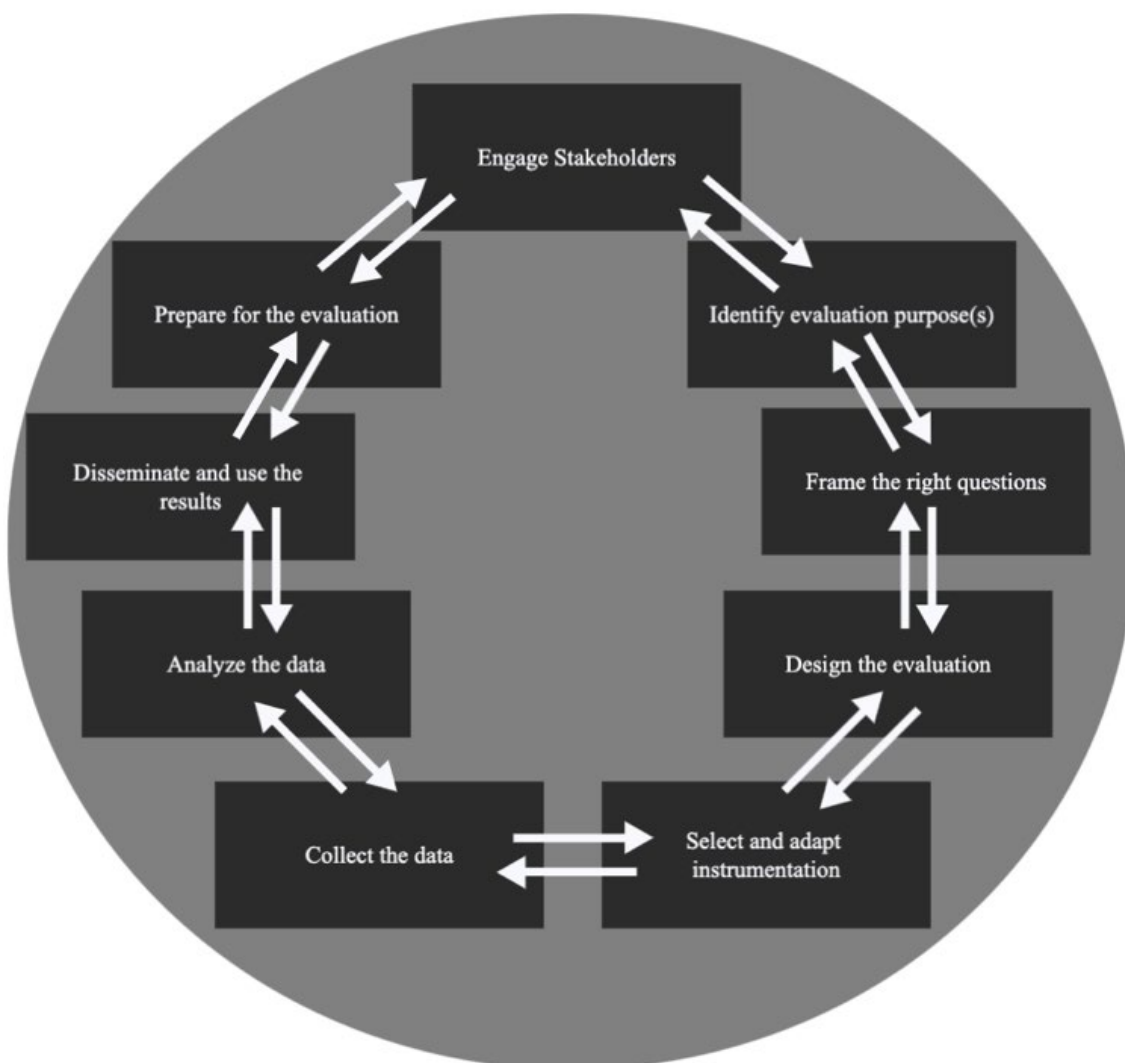 Engage Stakeholders
Prepare for the evaluation
Identify evaluation purpose(s)
Disseminate and use the
results
Frame the right questions
Analyze the data
Design the evaluation
Collect the data
Select and adapt
instrumentation